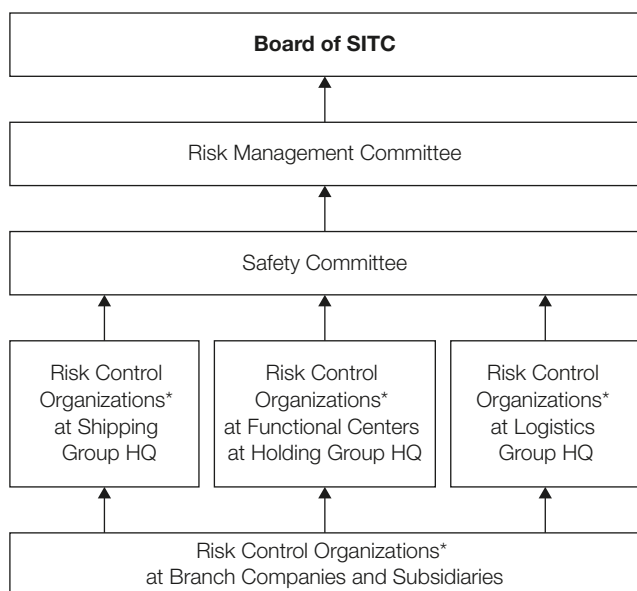 Board of SITC
Risk Management Committee
Safety Committee
Risk Control
Organizations*
at Shipping
Group HQ
Risk Control
Organizations*
at Functional Centers
at Holding Group HQ
Risk Control
Organizations*
at Logistics
Group HQ
Risk Control Organizations*
at Branch Companies and Subsidiaries